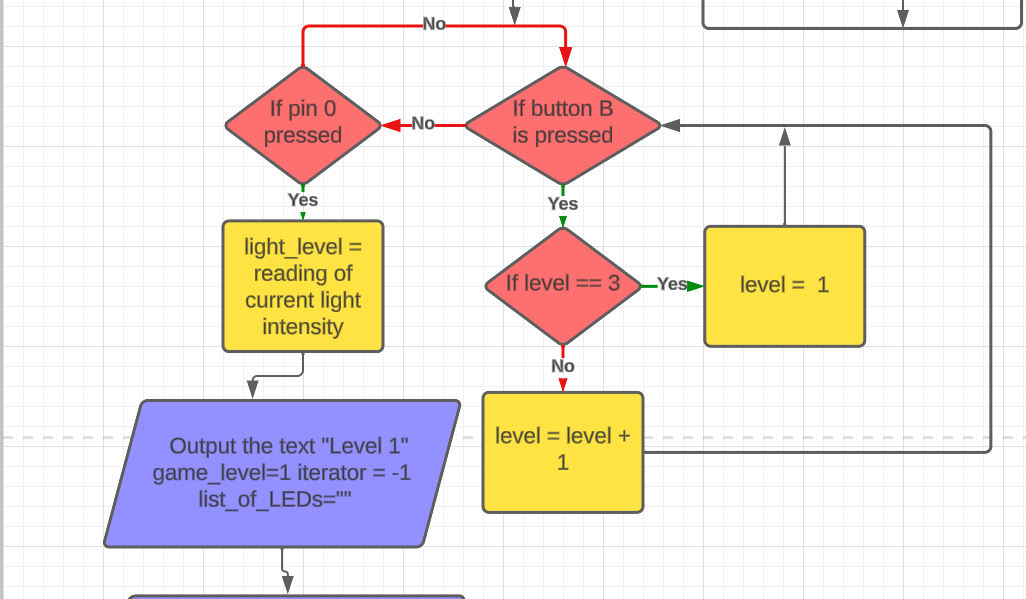 No
If pin 0
pressed
No
If button B
is pressed
Yes
Yes
light_level =
reading of
current light
intensity
If level == 3
Yes
level =  1
No
level = level +
1
Output the text "Level 1"
game_level=1 iterator = -1
list_of_LEDs=""